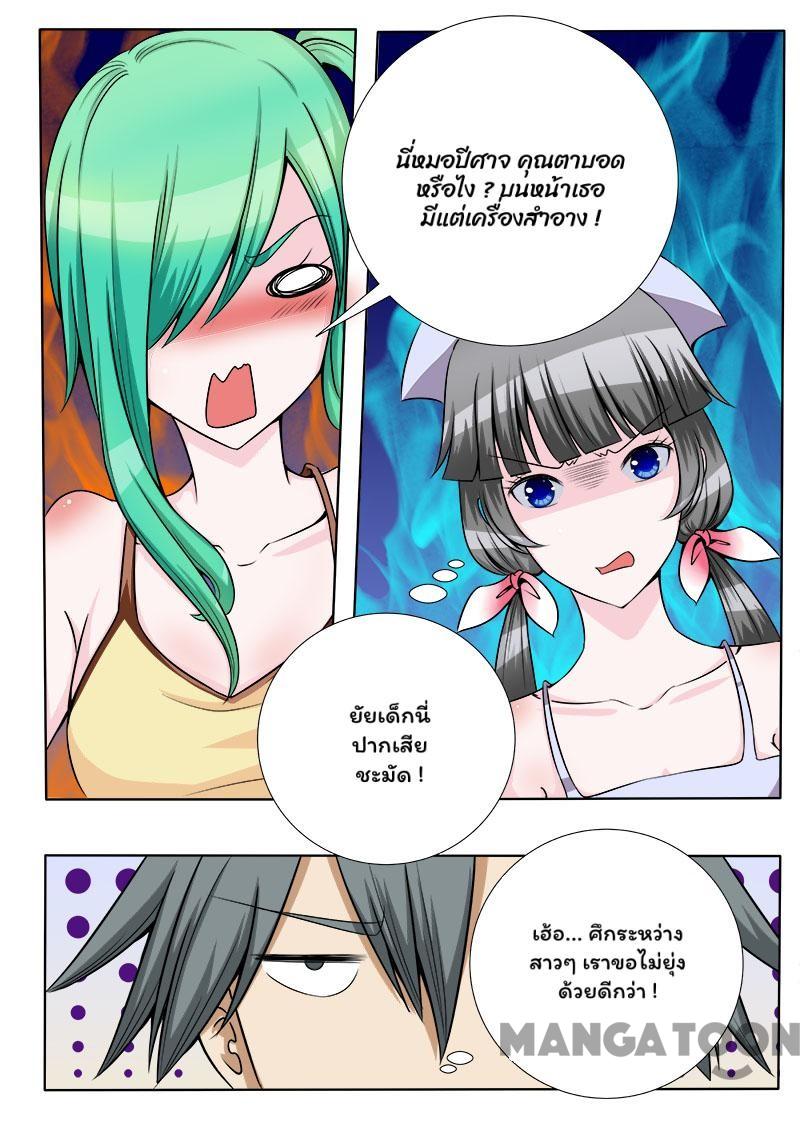 นี่หมอปีศาจ คุณตาบอด
หรือไง ? บนหน้าเธอ
มีแต่เครื่องสำอาง !
ยัยเด็กนี่
ปากเสีย
ชะมัด !
เฮ้อ... ศึกระหว่าง
สาวๆ เราขอไม่ยุ่ง
ด้วยดีกว่า !
MANGATOON